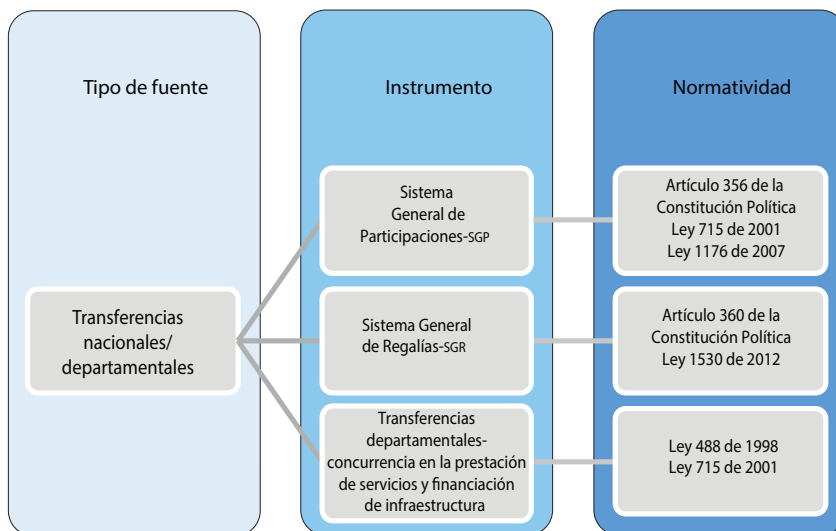 Tipo de fuente
Instrumento
Normatividad
Transferencias
nacionales/
departamentales
Sistema
General de
Participaciones-SGP
Artículo 356 de la
Constitución Política
Ley 715 de 2001
Ley 1176 de 2007
Sistema General
de Regalías-SGR
Artículo 360 de la
Constitución Política
Ley 1530 de 2012
Transferencias
departamentales-
concurrencia en la prestación
de servicios y financiación
de infraestructura
Ley 488 de 1998
Ley 715 de 2001